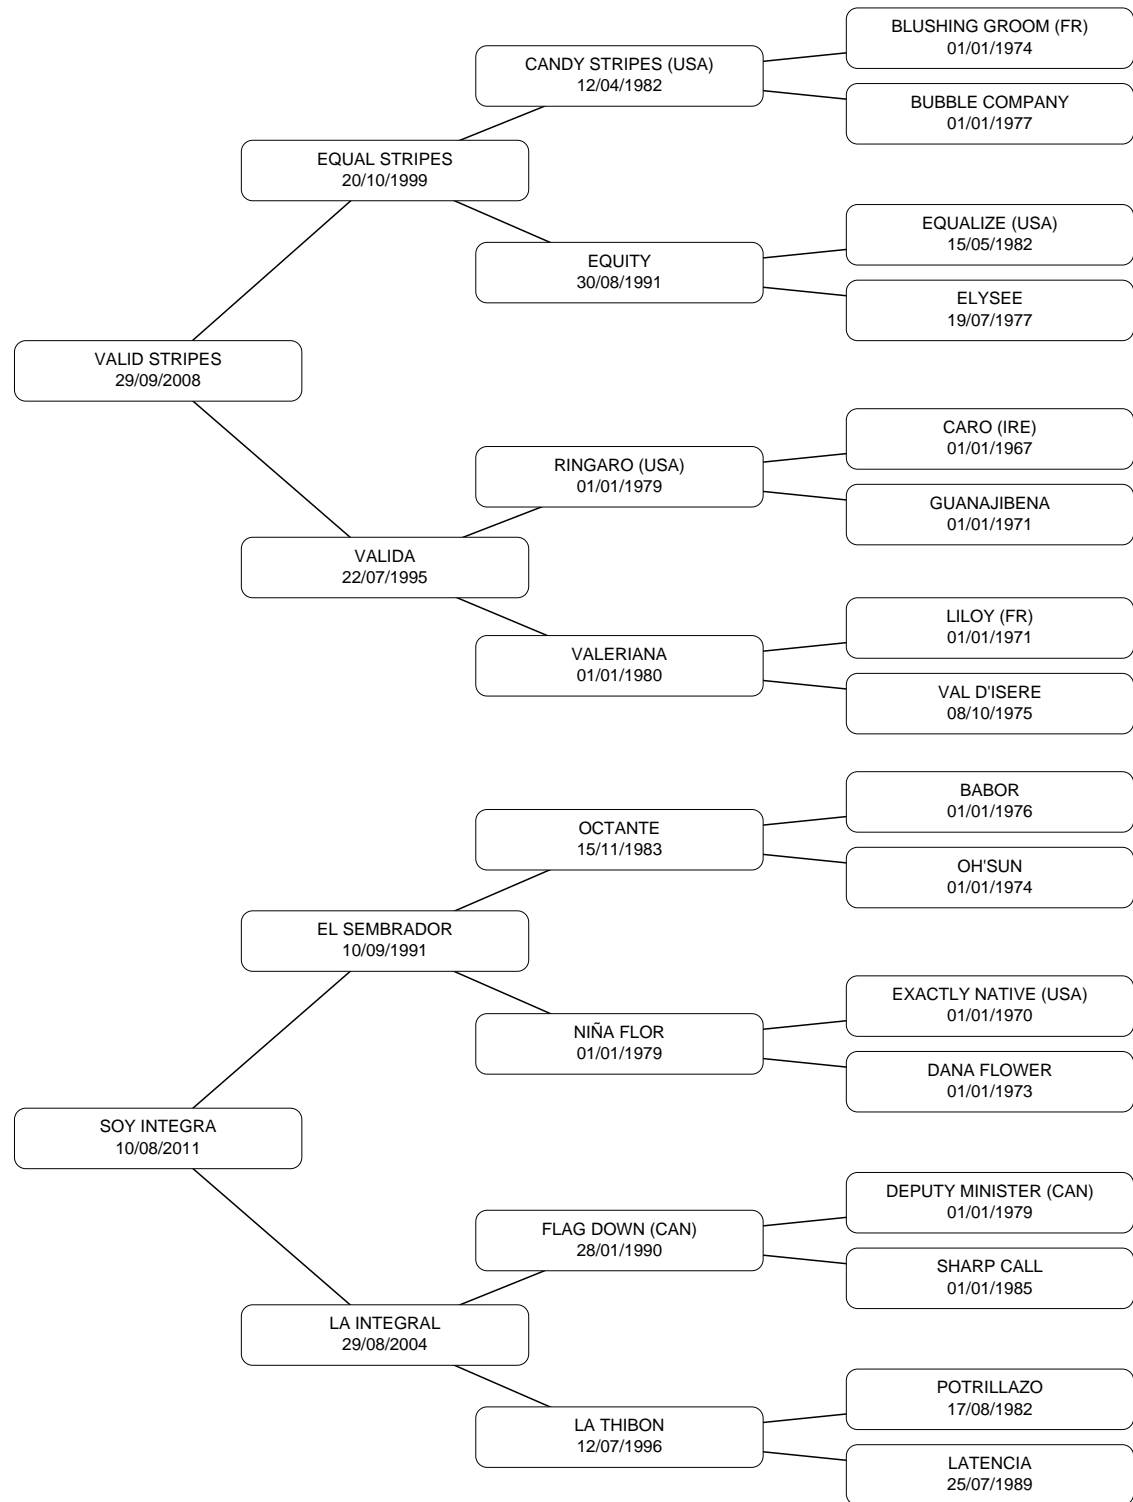 BLUSHING GROOM (FR)
01/01/1974
CANDY STRIPES (USA)
12/04/1982
BUBBLE COMPANY
01/01/1977
EQUAL STRIPES
20/10/1999
EQUALIZE (USA)
15/05/1982
EQUITY
30/08/1991
ELYSEE
19/07/1977
VALID STRIPES
29/09/2008
CARO (IRE)
01/01/1967
RINGARO (USA)
01/01/1979
GUANAJIBENA
01/01/1971
VALIDA
22/07/1995
LILOY (FR)
01/01/1971
VALERIANA
01/01/1980
VAL D'ISERE
08/10/1975
BABOR
01/01/1976
OCTANTE
15/11/1983
OH'SUN
01/01/1974
EL SEMBRADOR
10/09/1991
EXACTLY NATIVE (USA)
01/01/1970
NIÑA FLOR
01/01/1979
DANA FLOWER
01/01/1973
SOY INTEGRA
10/08/2011
DEPUTY MINISTER (CAN)
01/01/1979
FLAG DOWN (CAN)
28/01/1990
SHARP CALL
01/01/1985
LA INTEGRAL
29/08/2004
POTRILLAZO
17/08/1982
LA THIBON
12/07/1996
LATENCIA
25/07/1989